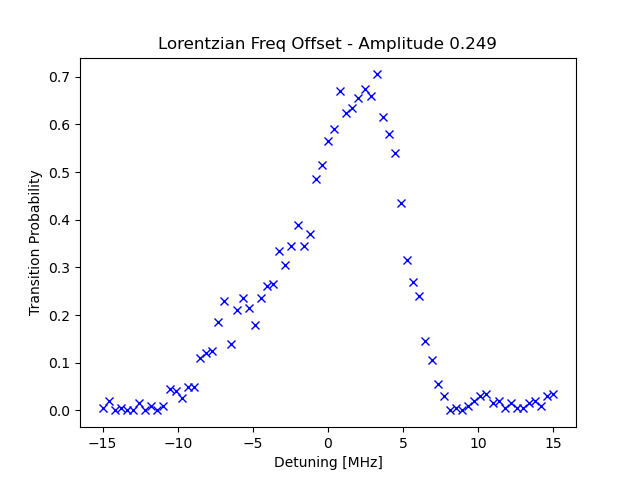 Lorentzian Freq Offset - Amplitude 0.249
Transition Probability
0.7
0.6
0.5
0.4
0.3
0.2
0.1
0.0
−15 −10 −5 0 5 10 15
Detuning [MHz]